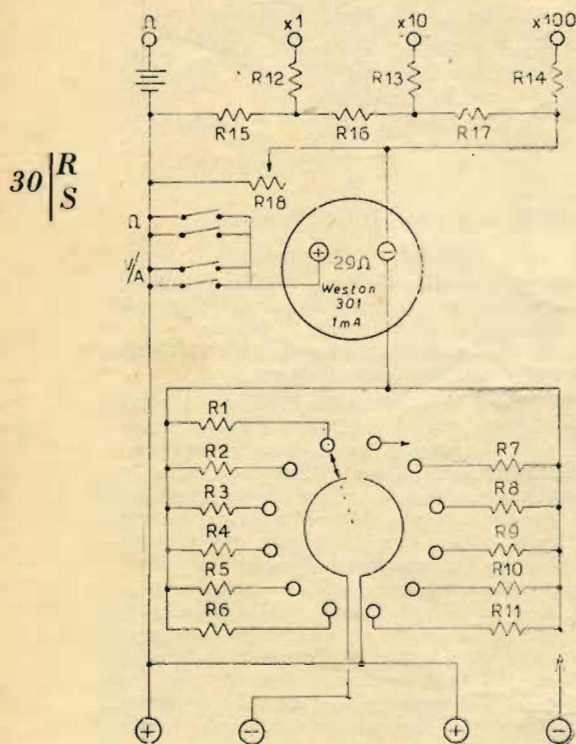 Ω x1 x10 x100
R12 R13 R14
R15 R16 R17
30 R
S
R18
Ω
V/A
+ 29Ω −
Weston
301
1mA
R1
R2 R7
R3 R8
R4 R9
R5 R10
R6 R11
+ − + −